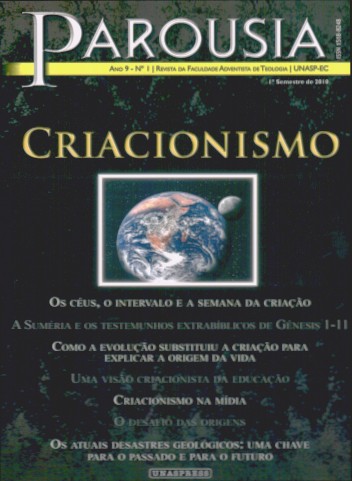 PAROUSIA
ANO 9 - Nº 1 | REVISTA DA FACULDADE ADVENTISTA DE TEOLOGIA | UNASP-EC
1º SEMESTRE DE 2010
CRIACIONISMO
OS CÉUS, O INTERVALO E A SEMANA DA CRIAÇÃO
A SUMÉRIA E OS TESTEMUNHOS EXTRABÍBLICOS DE GÊNESIS 1-11
COMO A EVOLUÇÃO SUBSTITUIU A CRIAÇÃO PARA
EXPLICAR A ORIGEM DA VIDA
UMA VISÃO CRIACIONISTA DA EDUCAÇÃO
CRIACIONISMO NA MÍDIA
O DESAFIO DAS ORIGENS
OS ATUAIS DESASTRES GEOLÓGICOS: UMA CHAVE
PARA O PASSADO E PARA O FUTURO
UNASPRESS